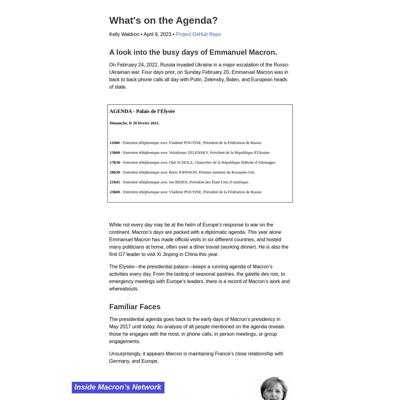 What's on the Agenda?
Kelly Waldron • April 9, 2023 • Project GitHub Repo
A look into the busy days of Emmanuel Macron.
On February 24, 2022, Russia invaded Ukraine in a major escalation of the Russo-
Ukrainian war. Four days prior, on Sunday February 20, Emmanuel Macron was in
back to back phone calls all day with Putin, Zelensky, Biden, and European heads
of state.
AGENDA - Palais de l'Elysée
Dimanche, le 20 février 2022.
11h00 - Entretien téléphonique avec Vladimir POUTINE, Président de la Fédération de Russie.
15h00 - Entretien téléphonique avec Volodymyr ZELENSKY, Président de la République d'Ukraine.
17h30 - Entretien téléphonique avec Olaf SCHOLZ, Chancelier de la République fédérale d'Allemagne.
20h30 - Entretien téléphonique avec Boris JOHNSON, Premier ministre du Royaume-Uni.
21h45 - Entretien téléphonique avec Joe BIDEN, Président des États-Unis d'Amérique.
23h00 - Entretien téléphonique avec Vladimir POUTINE, Président de la Fédération de Russie.
While not every day may be at the helm of Europe's response to war on the
continent, Macron's days are packed with a diplomatic agenda. This year alone
Emmanuel Macron has made official visits in six different countries, and hosted
many politicians at home, often over a diner travail (working dinner). He is also the
first G7 leader to visit Xi Jinping in China this year.
The Elysée—the presidential palace—keeps a running agenda of Macron's
activities every day. From the tasting of seasonal pastries, the galette des rois, to
emergency meetings with Europe's leaders, there is a record of Macron's work and
whereabouts.
Familiar Faces
The presidential agenda goes back to the early days of Macron's presidency in
May 2017 until today. An analysis of all people mentioned on the agenda reveals
those he engages with the most, in phone calls, in person meetings, or group
engagements.
Unsurprisingly, it appears Marcon is maintaining France's close relationship with
Germany, and Europe.
Inside Macron's Network